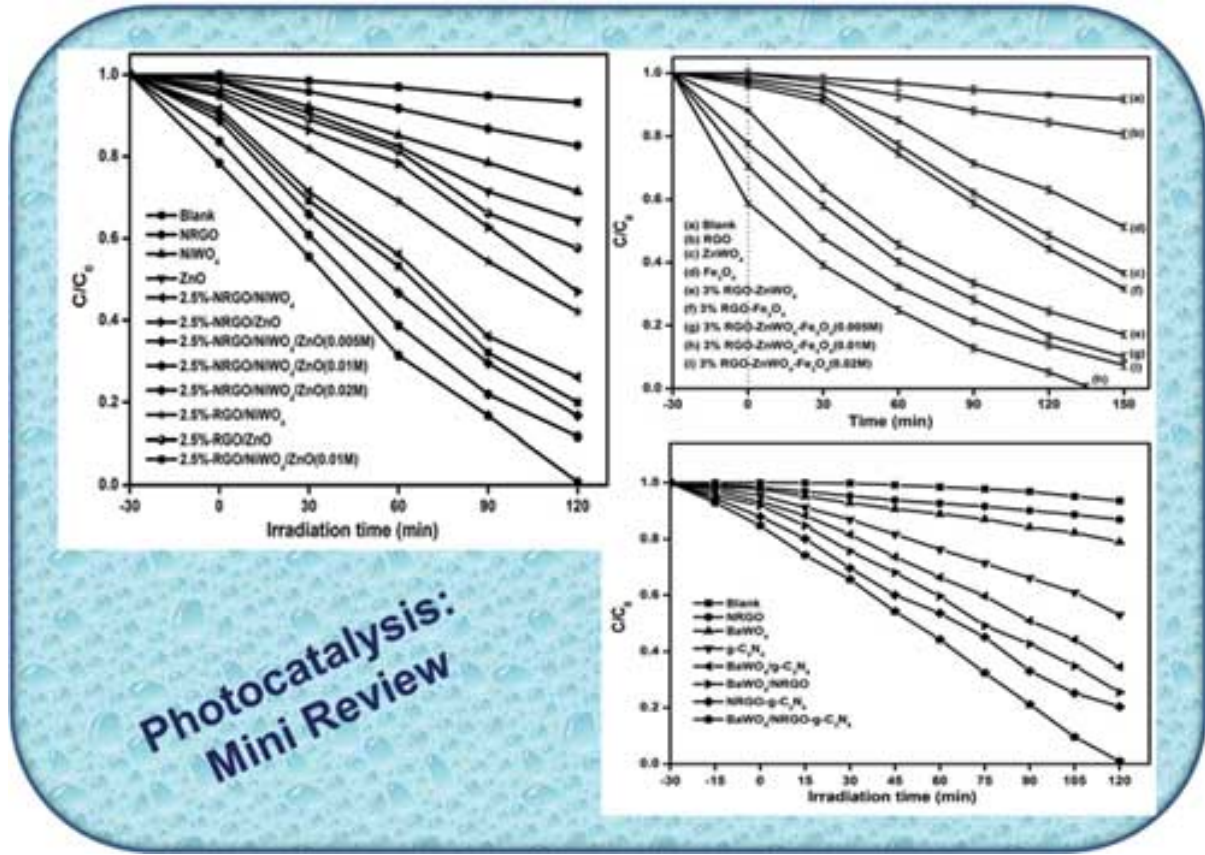 1.0
0.8
0.6
0.4
0.2
0.0
C/C₀
Blank
NRGO
NiWO₄
ZnO
2.5%-NRGO/NiWO₄
2.5%-NRGO/ZnO
2.5%-NRGO/NiWO₄/ZnO(0.005M)
2.5%-NRGO/NiWO₄/ZnO(0.01M)
2.5%-NRGO/NiWO₄/ZnO(0.02M)
2.5%-RGO/NiWO₄
2.5%-RGO/ZnO
2.5%-RGO/NiWO₄/ZnO(0.01M)
-30 0 30 60 90 120
Irradiation time (min)
1.0
0.8
0.6
0.4
0.2
0.0
C/C₀
(a)
(b)
(d)
(c)
(f)
(e)
(g)
(i)
(h)
(a) Blank
(b) RGO
(c) ZnWO₄
(d) Fe₃O₄
(e) 3% RGO-ZnWO₄
(f) 3% RGO-Fe₃O₄
(g) 3% RGO-ZnWO₄-Fe₃O₄(0.005M)
(h) 3% RGO-ZnWO₄-Fe₃O₄(0.01M)
(i) 3% RGO-ZnWO₄-Fe₃O₄(0.02M)
-30 0 30 60 90 120 150
Time (min)
1.0
0.8
0.6
0.4
0.2
0.0
C/C₀
Blank
NRGO
BaWO₄
g-C₃N₄
BaWO₄/g-C₃N₄
BaWO₄/NRGO
NRGO-g-C₃N₄
BaWO₄/NRGO-g-C₃N₄
-30 -15 0 15 30 45 60 75 90 105 120
Irradiation time (min)
Photocatalysis:
Mini Review